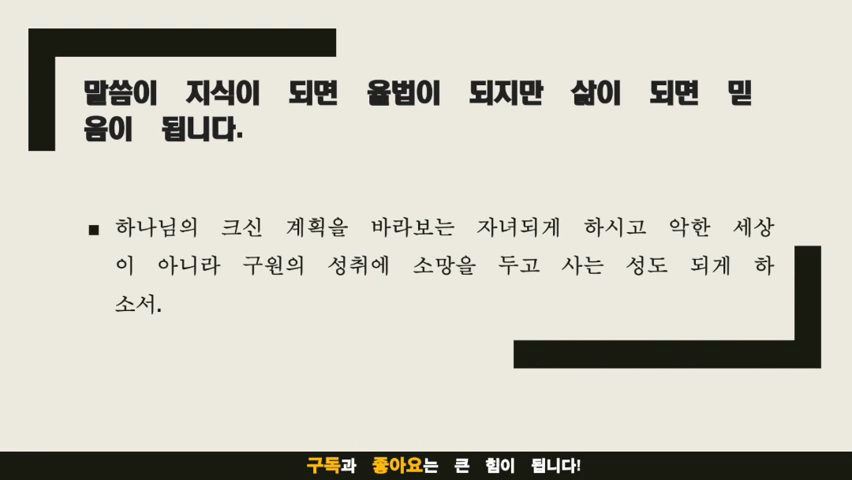 말씀이 지식이 되면 율법이 되지만 삶이 되면 믿
음이 됩니다.
■ 하나님의 크신 계획을 바라보는 자녀되게 하시고 악한 세상
이 아니라 구원의 성취에 소망을 두고 사는 성도 되게 하
소서.
구독과 좋아요는 큰 힘이 됩니다!